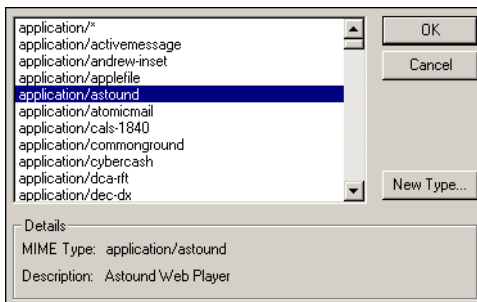 application/*
application/activemessage
application/andrew-inset
application/applefile
application/astound
application/atomicmail
application/cals-1840
application/commonground
application/cybercash
application/dca-rft
application/dec-dx
OK
Cancel
New Type...
Details
MIME Type: application/astound
Description: Astound Web Player